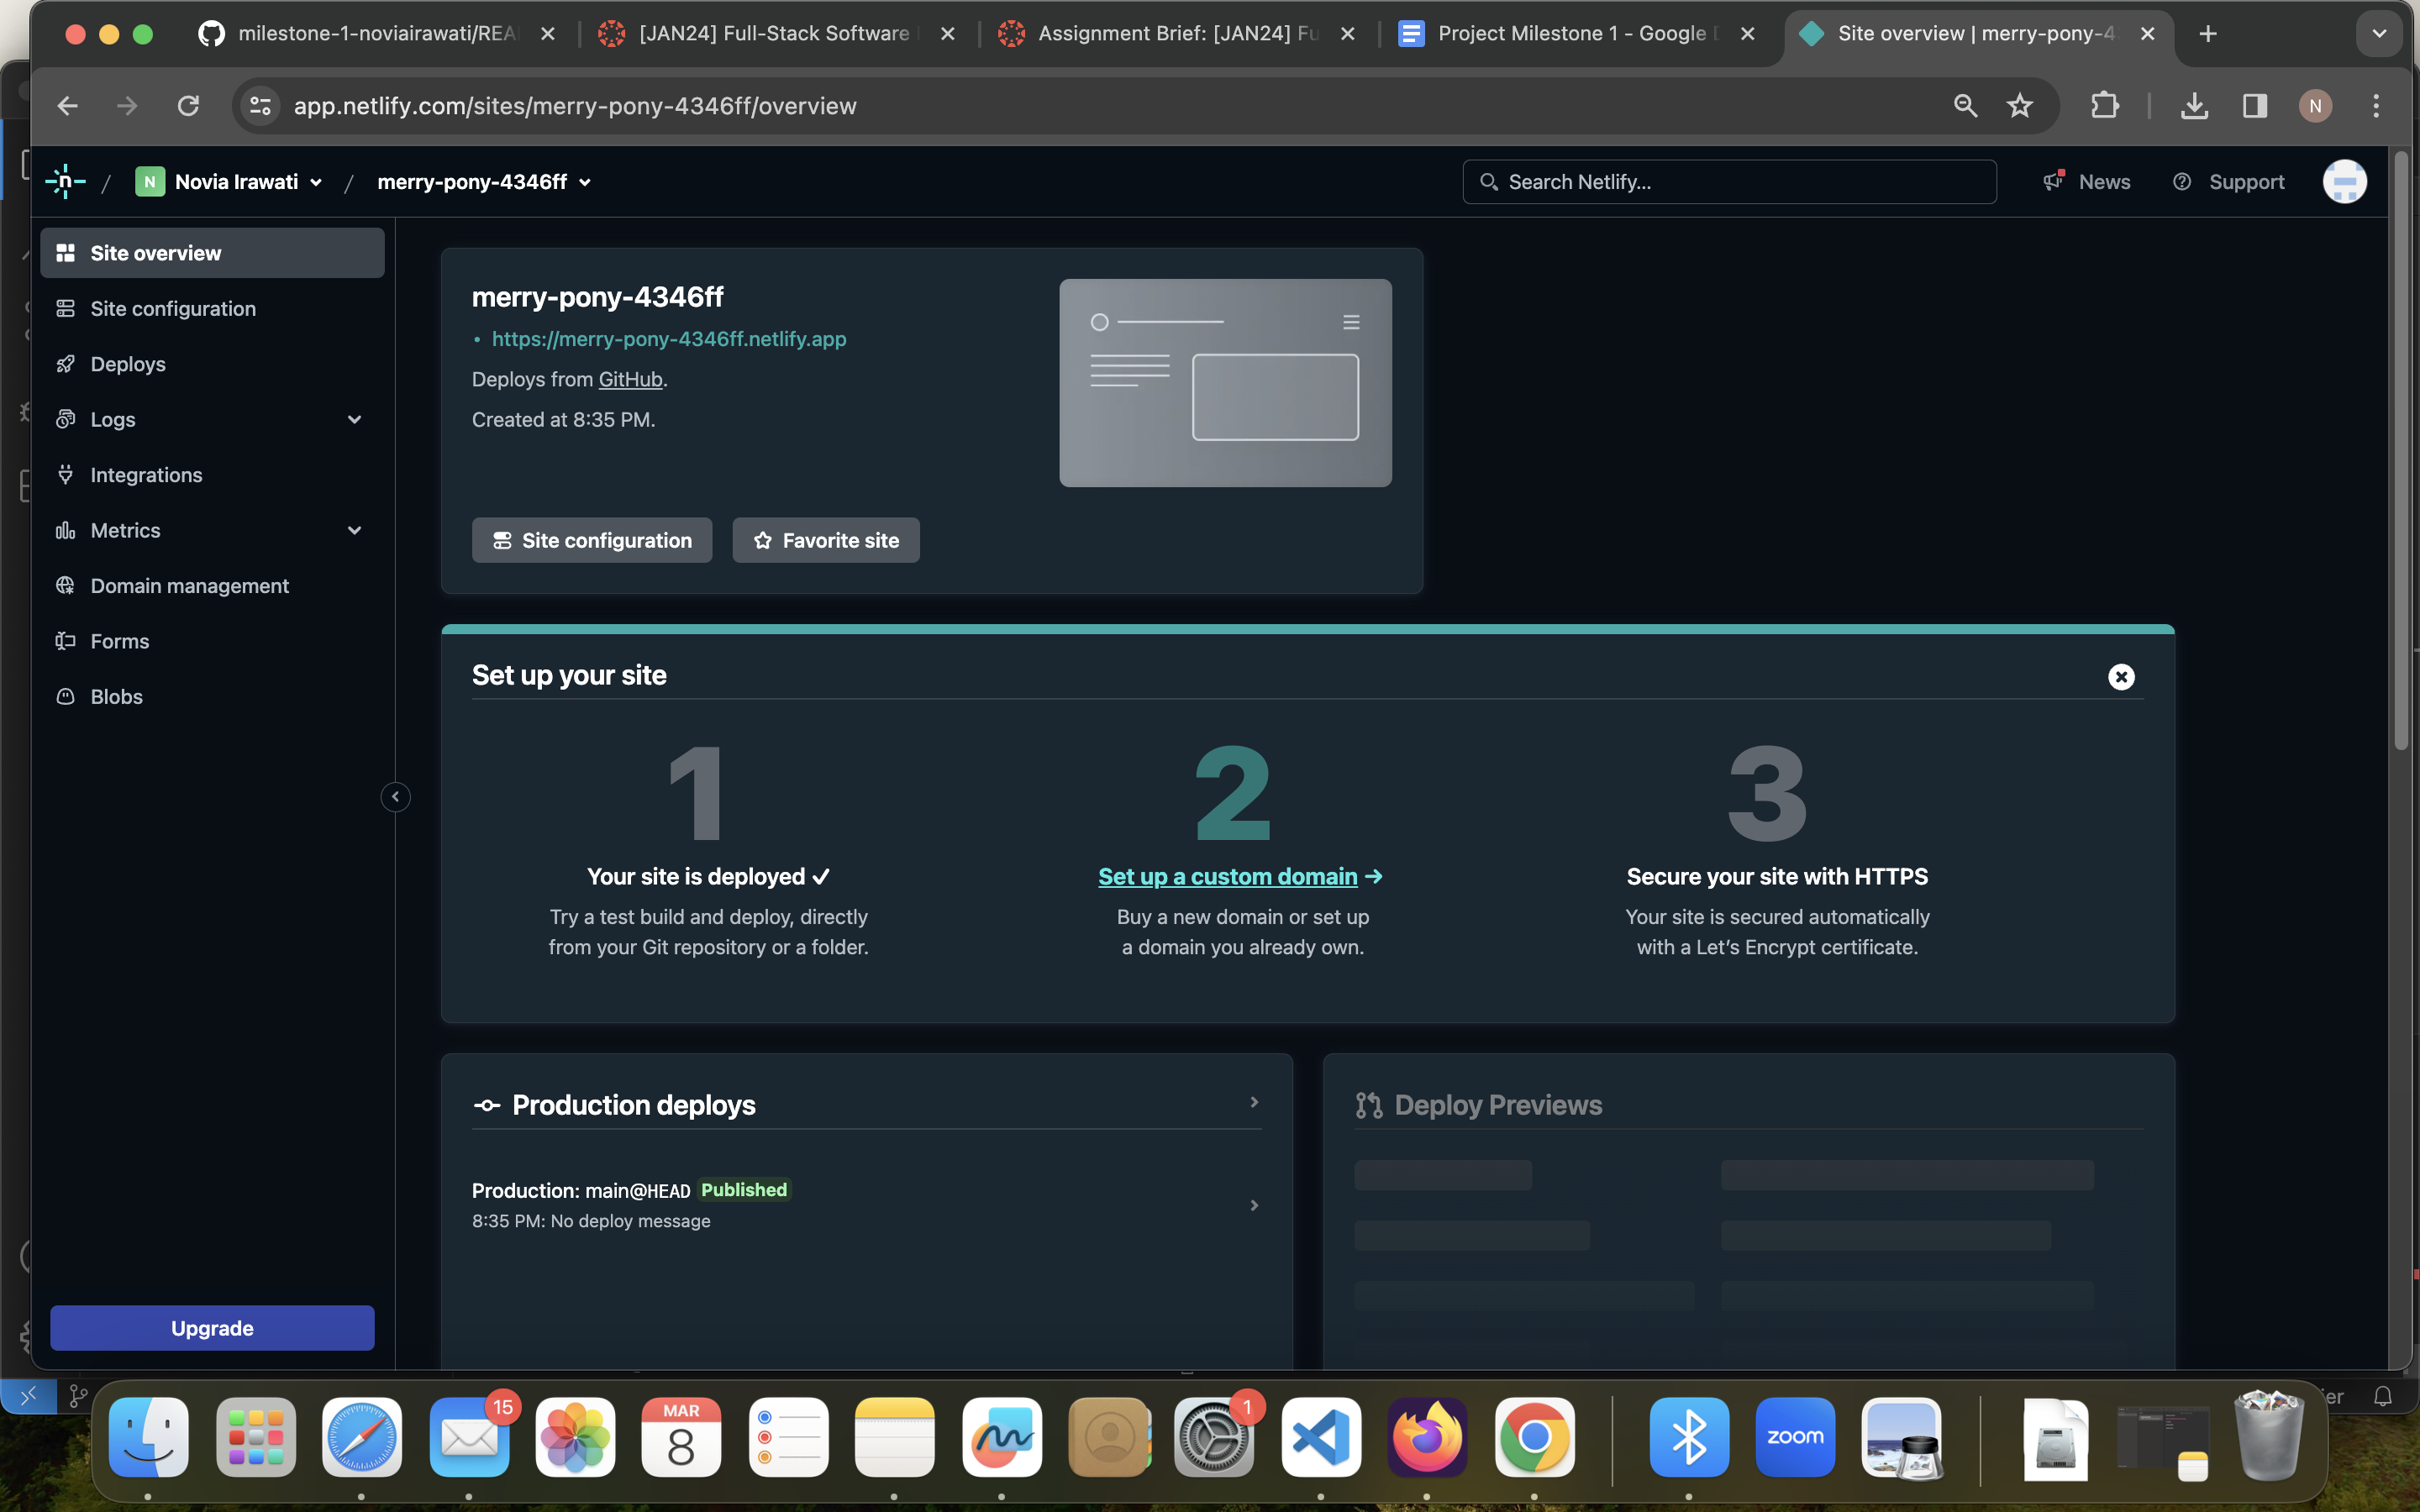 milestone-1-noviairawati/REA
[JAN24] Full-Stack Software
Assignment Brief: [JAN24] Fu
Project Milestone 1 - Google D
Site overview | merry-pony-4
app.netlify.com/sites/merry-pony-4346ff/overview
N
n
/
N
Novia Irawati
/
merry-pony-4346ff
Search Netlify...
News
Support
Site overview
Site configuration
Deploys
Logs
Integrations
Metrics
Domain management
Forms
Blobs
Upgrade
merry-pony-4346ff
• https://merry-pony-4346ff.netlify.app
Deploys from GitHub.
Created at 8:35 PM.
Site configuration
Favorite site
Set up your site
1
Your site is deployed ✓
Try a test build and deploy, directly
from your Git repository or a folder.
2
Set up a custom domain →
Buy a new domain or set up
a domain you already own.
3
Secure your site with HTTPS
Your site is secured automatically
with a Let's Encrypt certificate.
Production deploys
Production: main@HEAD Published
8:35 PM: No deploy message
Deploy Previews
15
MAR
8
1
zoom
ier